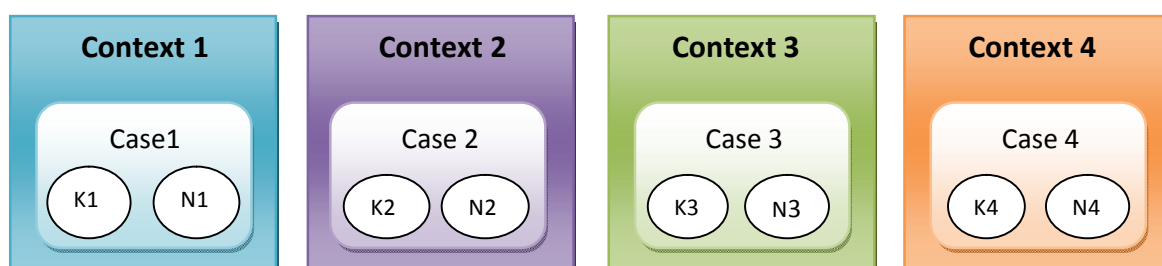 Context 1
Context 2
Context 3
Context 4
Case1
Case 2
Case 3
Case 4
K1
N1
K2
N2
K3
N3
K4
N4